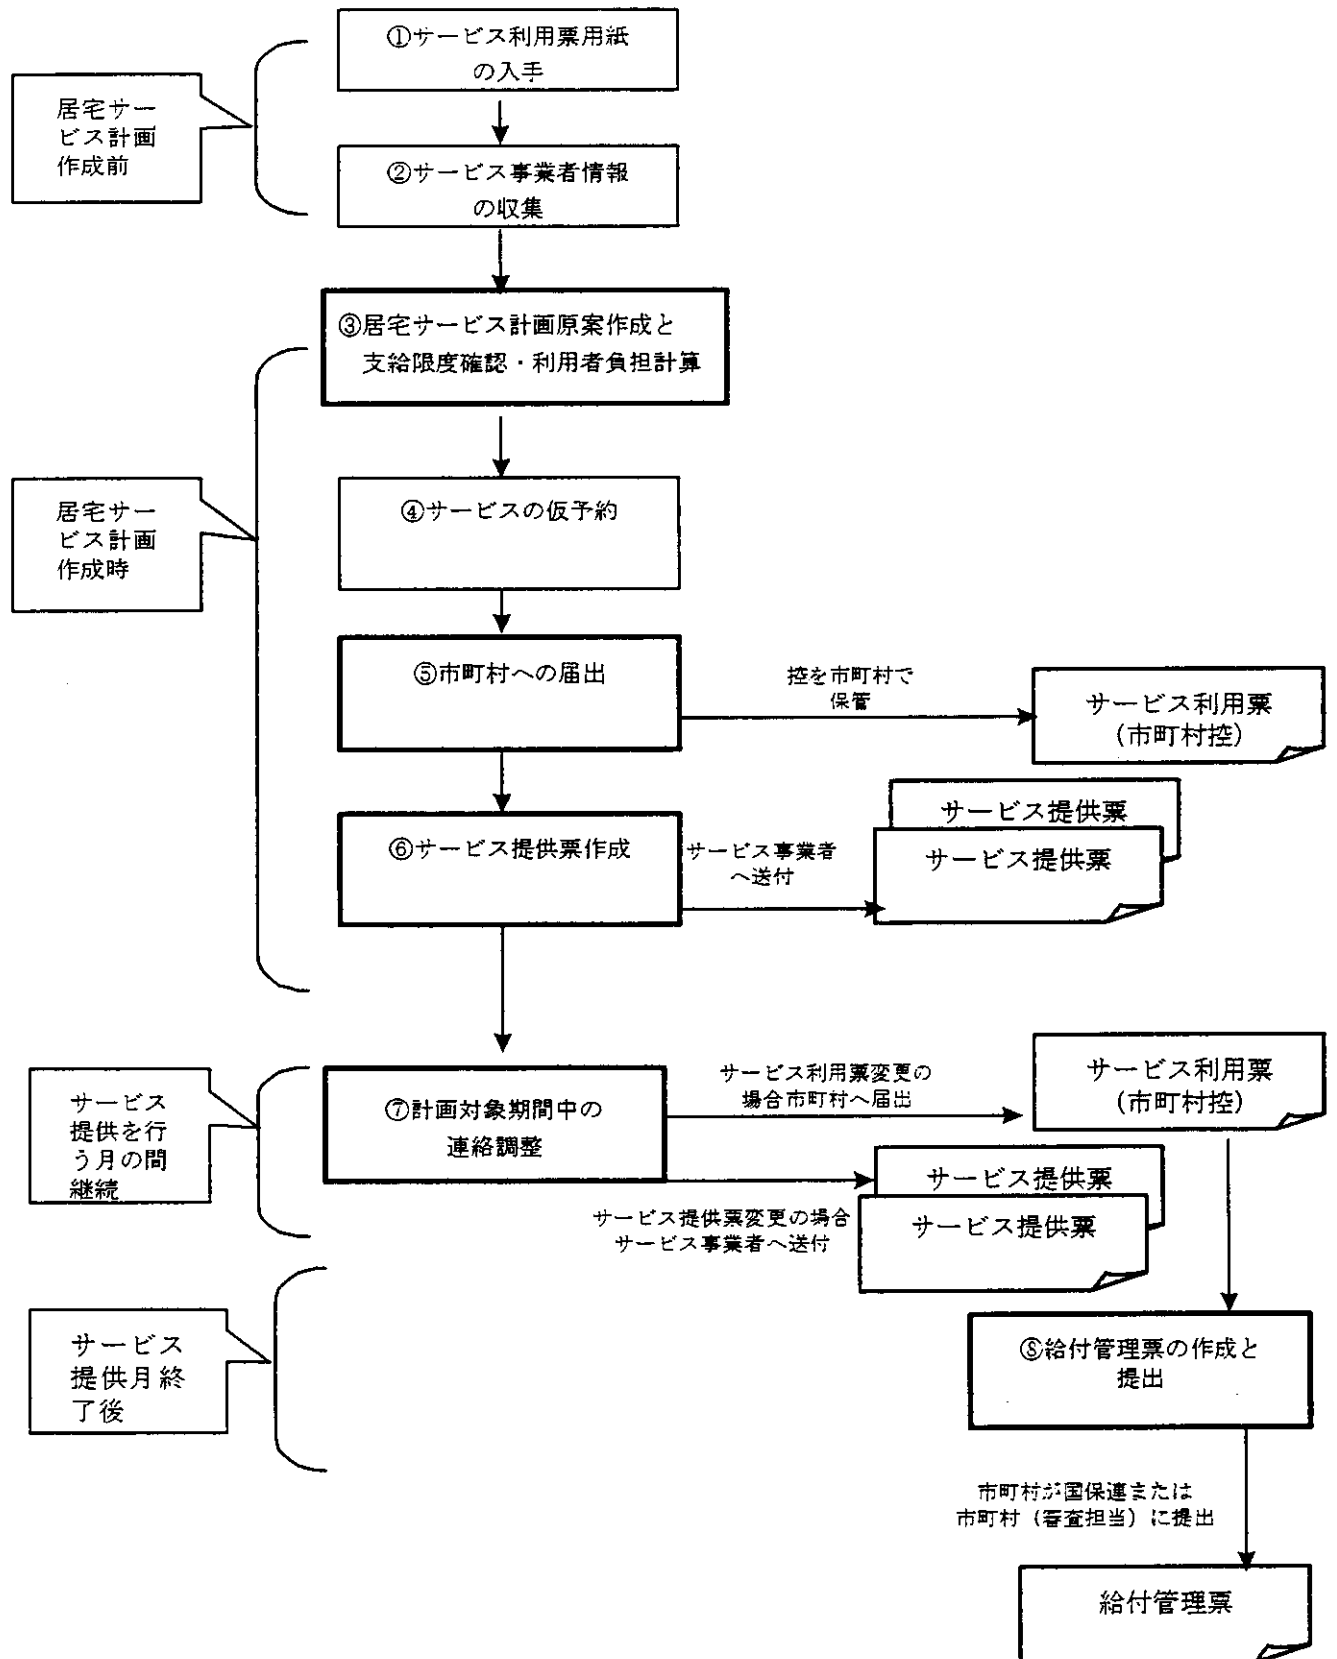 ①サービス利用票用紙
の入手
居宅サー
ビス計画
作成前
②サービス事業者情報
の収集
③居宅サービス計画原案作成と
支給限度確認・利用者負担計算
④サービスの仮予約
居宅サー
ビス計画
作成時
⑤市町村への届出
控を市町村で
保管
サービス利用票
(市町村控)
サービス提供票
⑥サービス提供票作成
サービス事業者
へ送付
サービス提供票
サービス
提供を行
う月の間
継続
⑦計画対象期間中の
連絡調整
サービス利用票変更の
場合市町村へ届出
サービス利用票
(市町村控)
サービス提供票
サービス提供票変更の場合
サービス事業者へ送付
サービス提供票
サービス
提供月終
了後
⑧給付管理票の作成と
提出
市町村が国保連または
市町村(審査担当)に提出
給付管理票